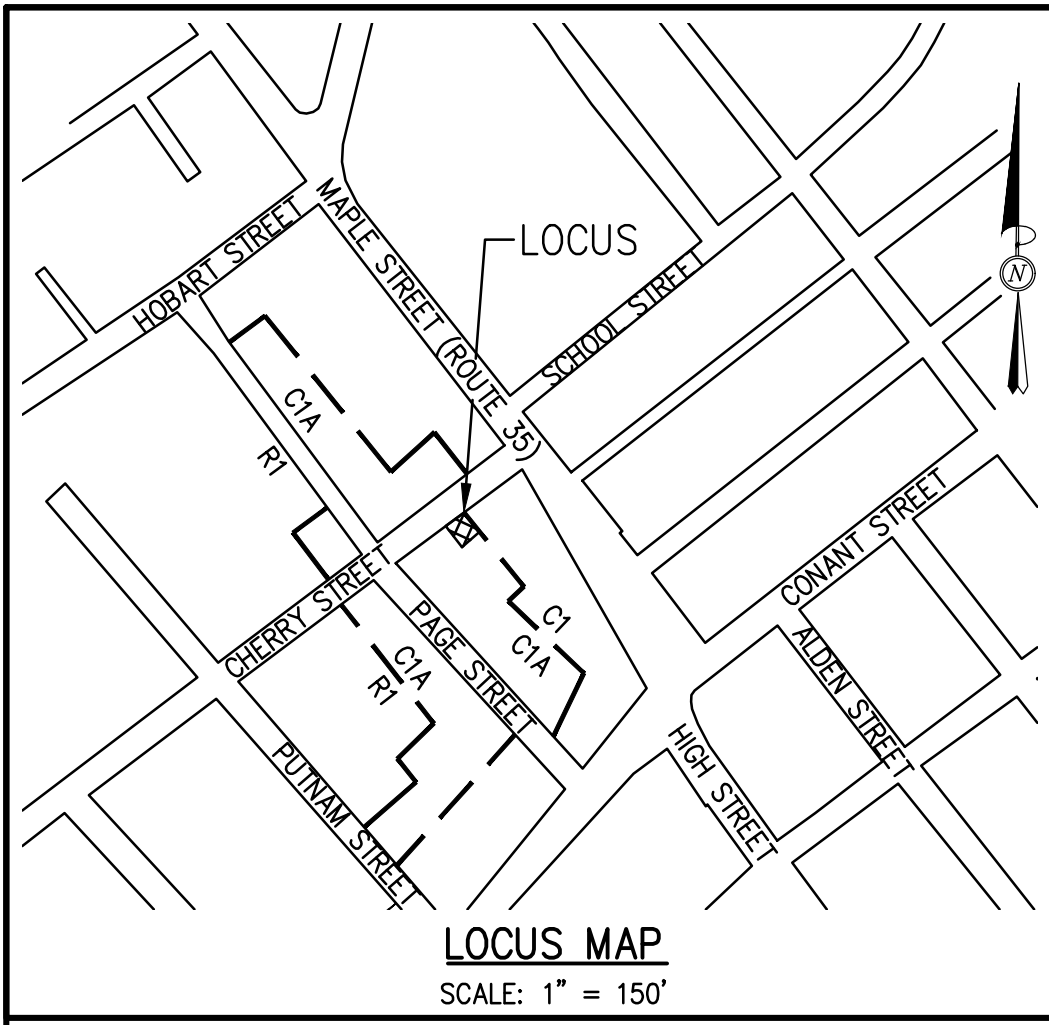 LOCUS
MAPLE STREET (ROUTE 35)
HOBART STREET
SCHOOL STREET
N
C1A
R1
CONANT STREET
CHERRY STREET
PAGE STREET
C1
C1A
ALDEN STREET
C1A
R1
HIGH STREET
PUTNAM STREET
LOCUS MAP
SCALE: 1" = 150'